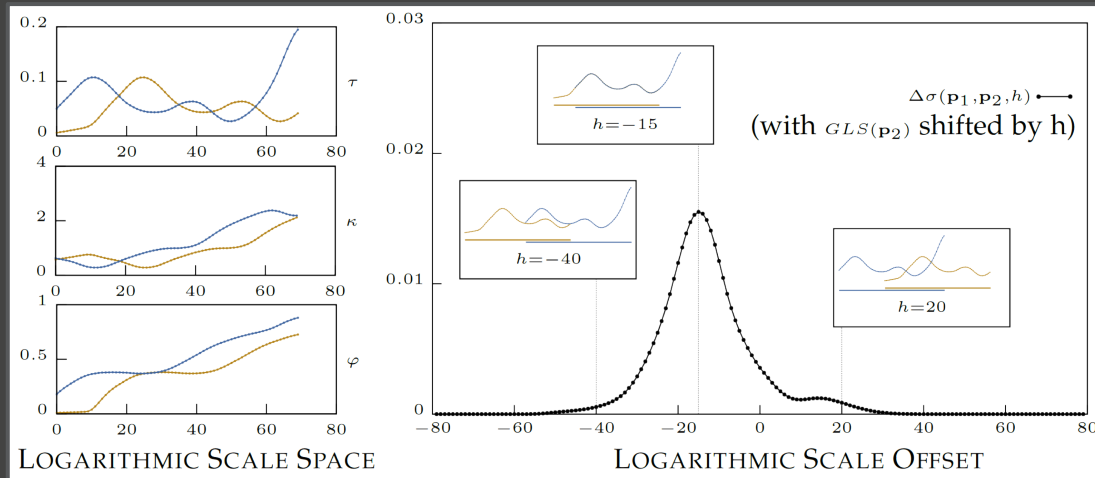 0.2
0.1
0
0 20 40 60 80
τ
4
2
0
0 20 40 60 80
κ
1
0.5
0
0 20 40 60 80
φ
LOGARITHMIC SCALE SPACE
0.03
0.02
0.01
0
−80 −60 −40 −20 0 20 40 60 80
Δσ(p₁,p₂,h)
(with GLS(p₂) shifted by h)
h=−15
h=−40
h=20
LOGARITHMIC SCALE OFFSET